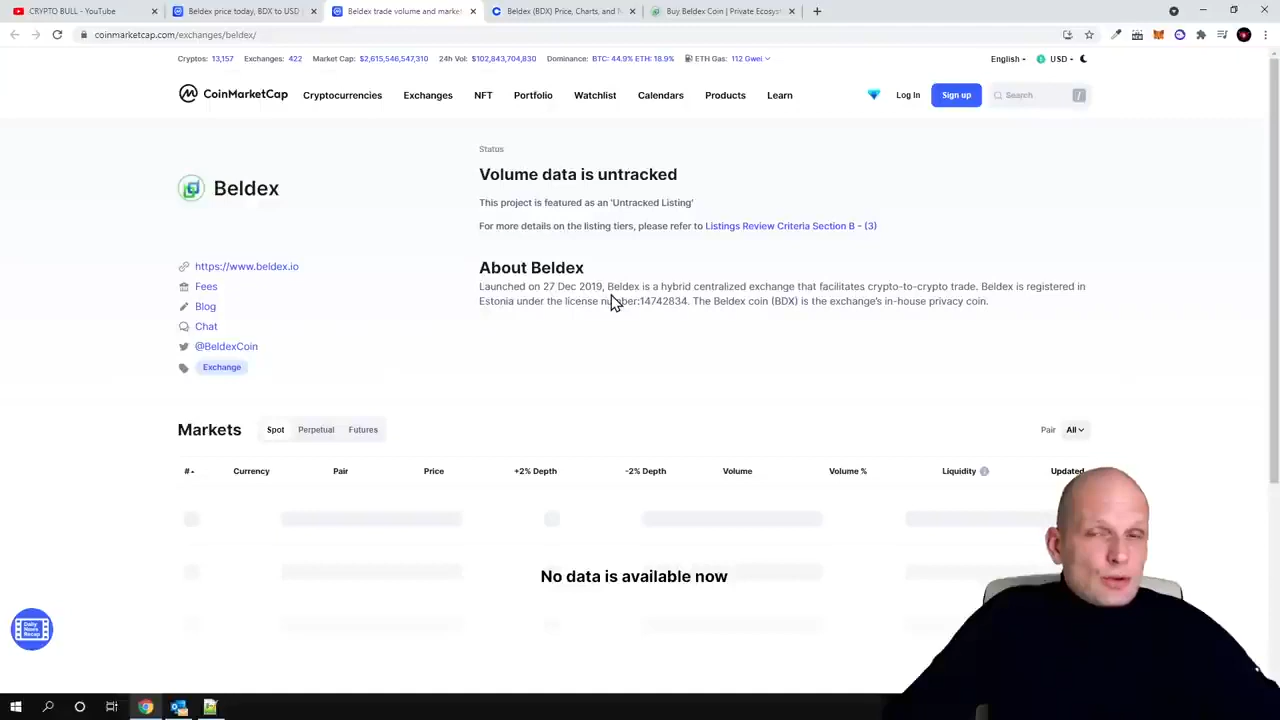 CRYPTO BULL - YouTube
Beldex price today, BDX to USD
Beldex trade volume and market
Beldex (BDX) Price, Charts, and N
Buy Beldex Coin | Private Ecosyst
coinmarketcap.com/exchanges/beldex/
Cryptos: 13,157 Exchanges: 422 Market Cap: $2,615,546,547,310 24h Vol: $102,843,704,830 Dominance: BTC: 44.9% ETH: 18.9% ETH Gas: 112 Gwei
English
USD
CoinMarketCap
Cryptocurrencies Exchanges NFT Portfolio Watchlist Calendars Products Learn
Log In
Sign up
Search
/
Status
Beldex
Volume data is untracked
This project is featured as an 'Untracked Listing'
For more details on the listing tiers, please refer to Listings Review Criteria Section B - (3)
https://www.beldex.io
Fees
Blog
Chat
@BeldexCoin
Exchange
About Beldex
Launched on 27 Dec 2019, Beldex is a hybrid centralized exchange that facilitates crypto-to-crypto trade. Beldex is registered in
Estonia under the license number:14742834. The Beldex coin (BDX) is the exchange's in-house privacy coin.
Markets
Spot Perpetual Futures
Pair All
# Currency Pair Price +2% Depth -2% Depth Volume Volume % Liquidity Updated
No data is available now
Daily
News
Recap